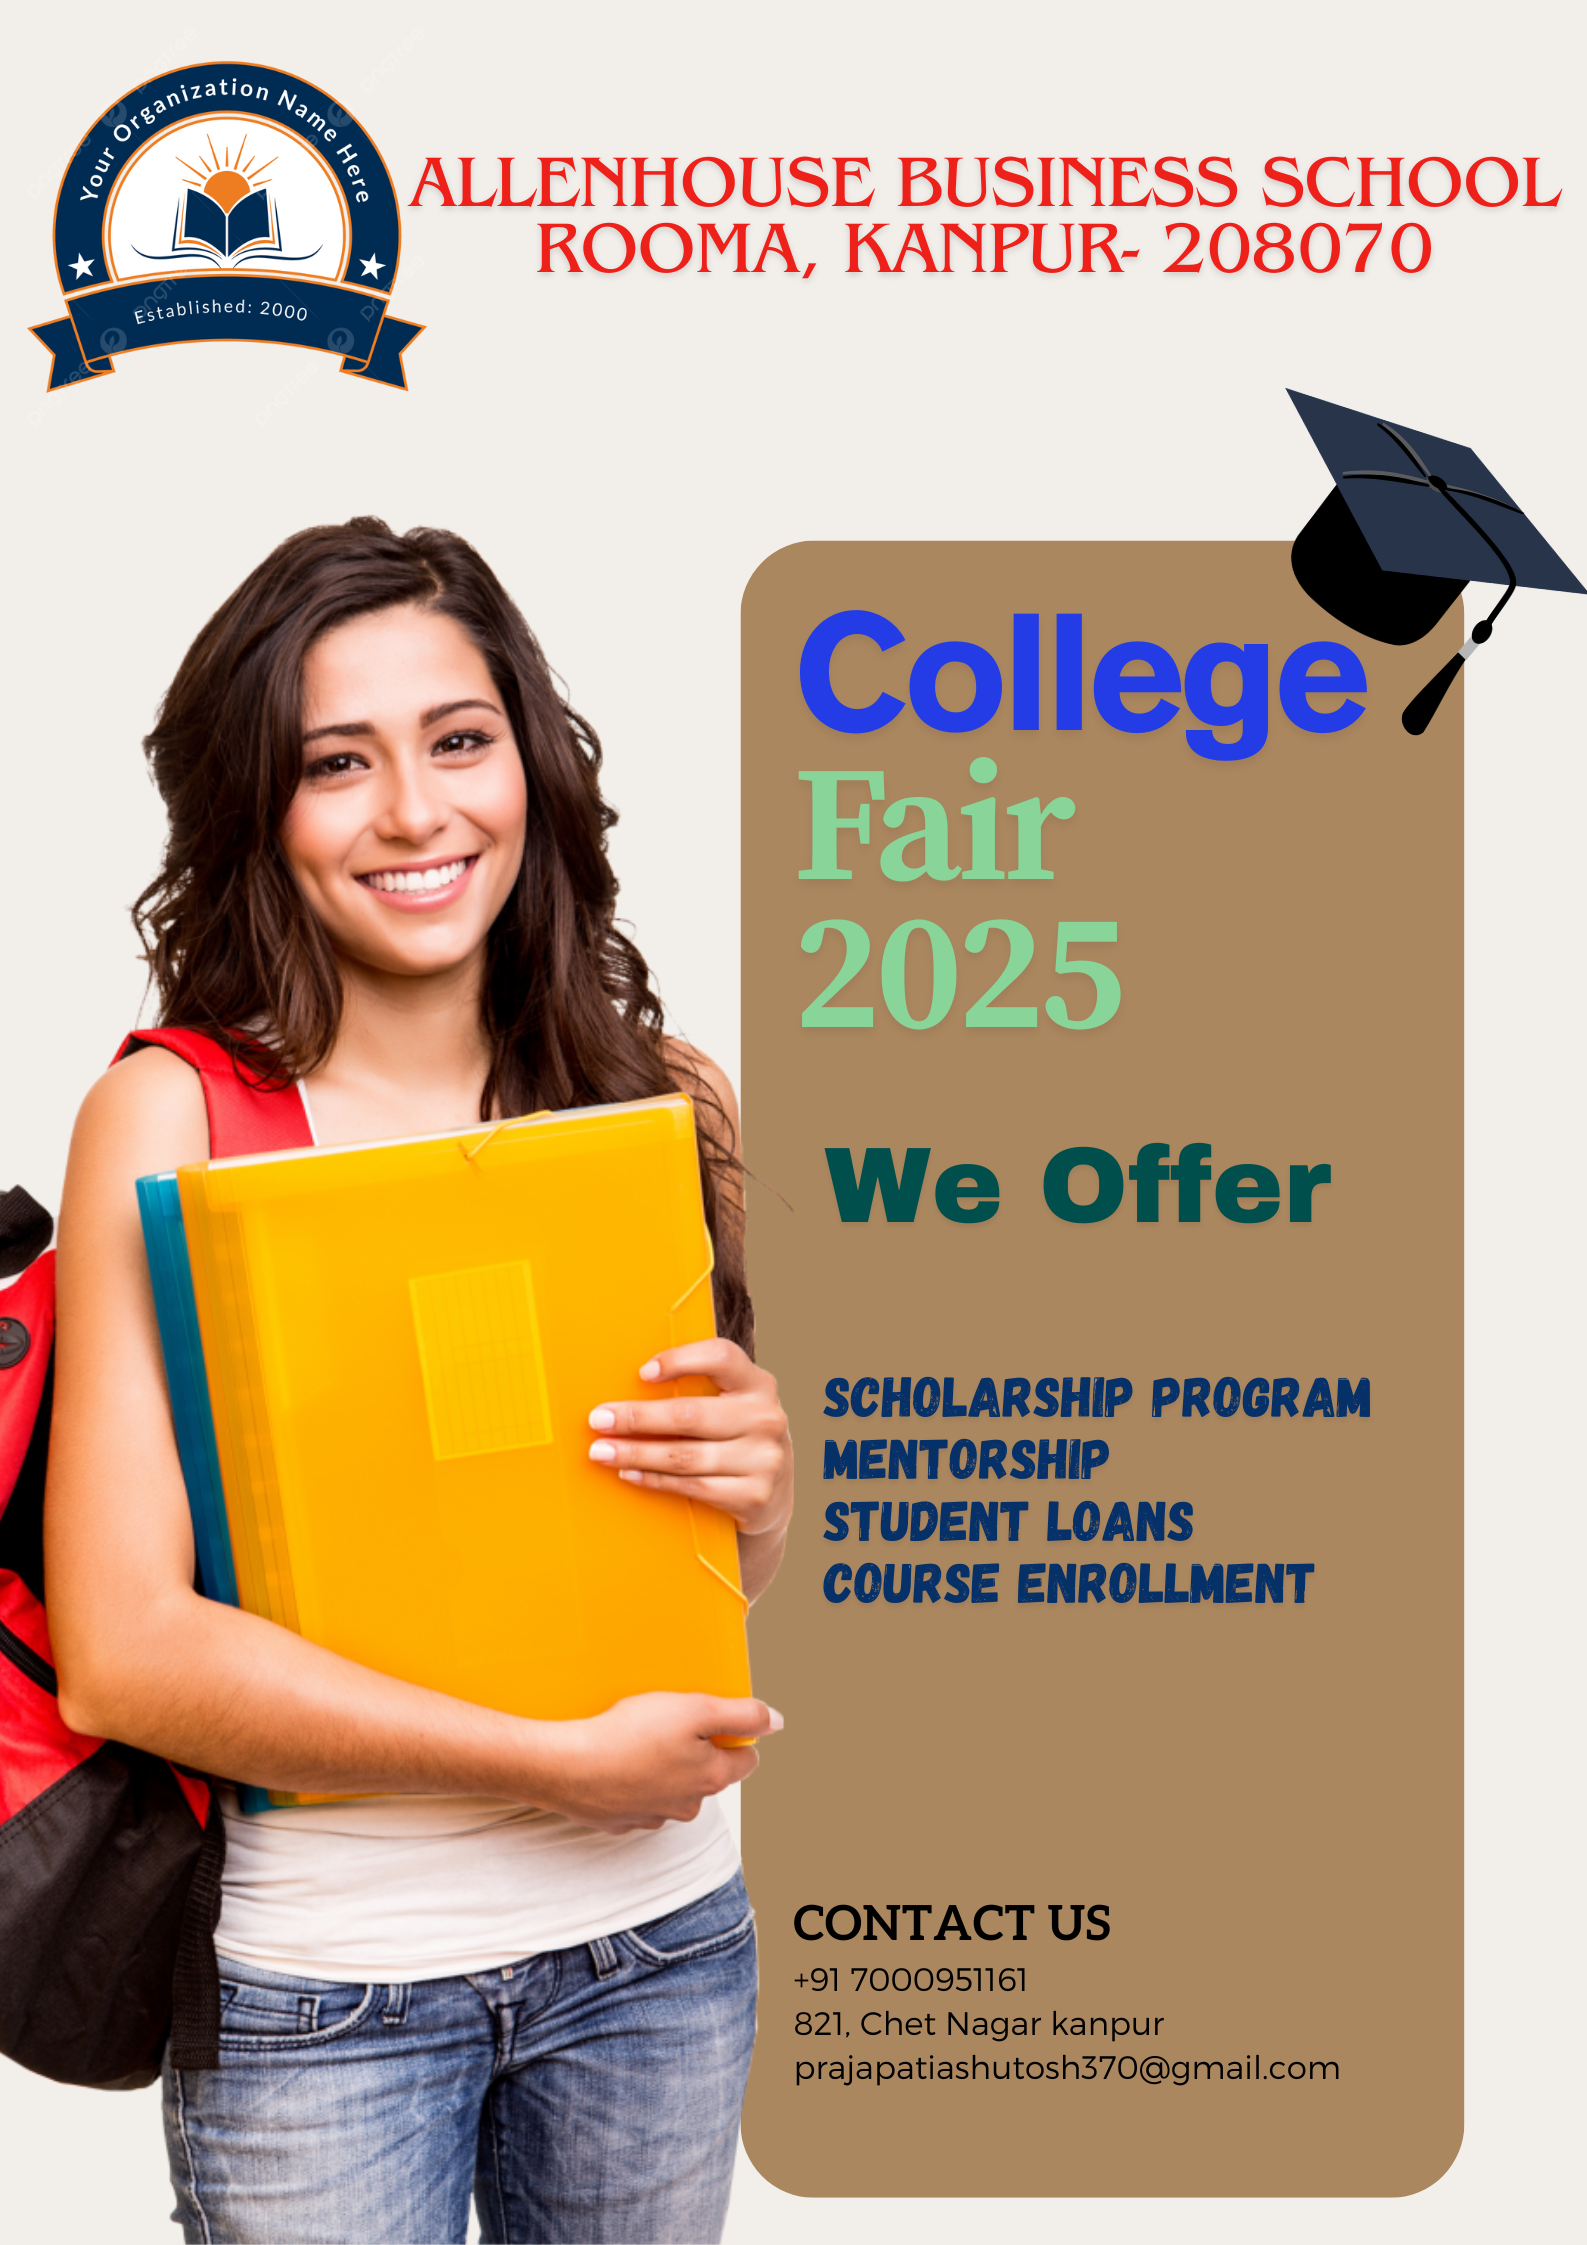 Your Organization Name Here
Established: 2000
ALLENHOUSE BUSINESS SCHOOL
ROOMA, KANPUR- 208070
College
Fair
2025
We Offer
SCHOLARSHIP PROGRAM
MENTORSHIP
STUDENT LOANS
COURSE ENROLLMENT
CONTACT US
+91 7000951161
821, Chet Nagar kanpur
prajapatiashutosh370@gmail.com